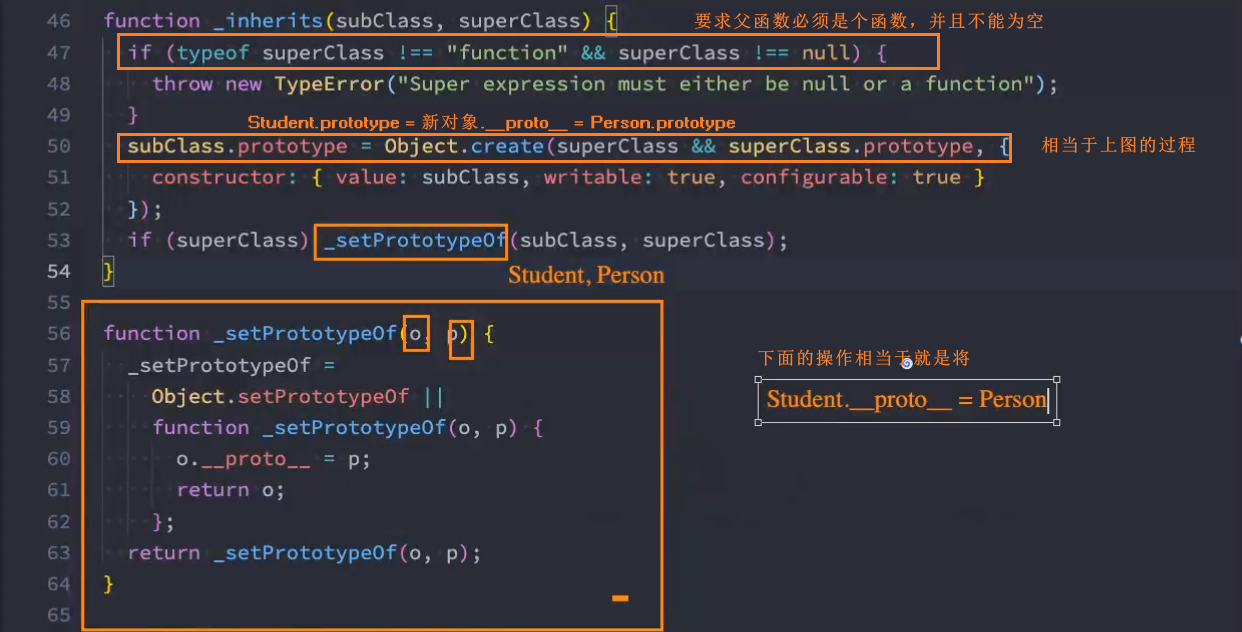 46 function _inherits(subClass, superClass) { 要求父函数必须是个函数，并且不能为空
47 if (typeof superClass !== "function" && superClass !== null) {
48 throw new TypeError("Super expression must either be null or a function");
49 }
Student.prototype = 新对象.__proto__ = Person.prototype
50 subClass.prototype = Object.create(superClass && superClass.prototype, { 相当于上图的过程
51 constructor: { value: subClass, writable: true, configurable: true }
52 });
53 if (superClass) _setPrototypeOf(subClass, superClass);
54 }
Student, Person
55
56 function _setPrototypeOf(o, p) {
57 _setPrototypeOf =
下面的操作相当于就是将
58 Object.setPrototypeOf ||
Student.__proto__ = Person
59 function _setPrototypeOf(o, p) {
60 o.__proto__ = p;
61 return o;
62 };
63 return _setPrototypeOf(o, p);
64 }
65